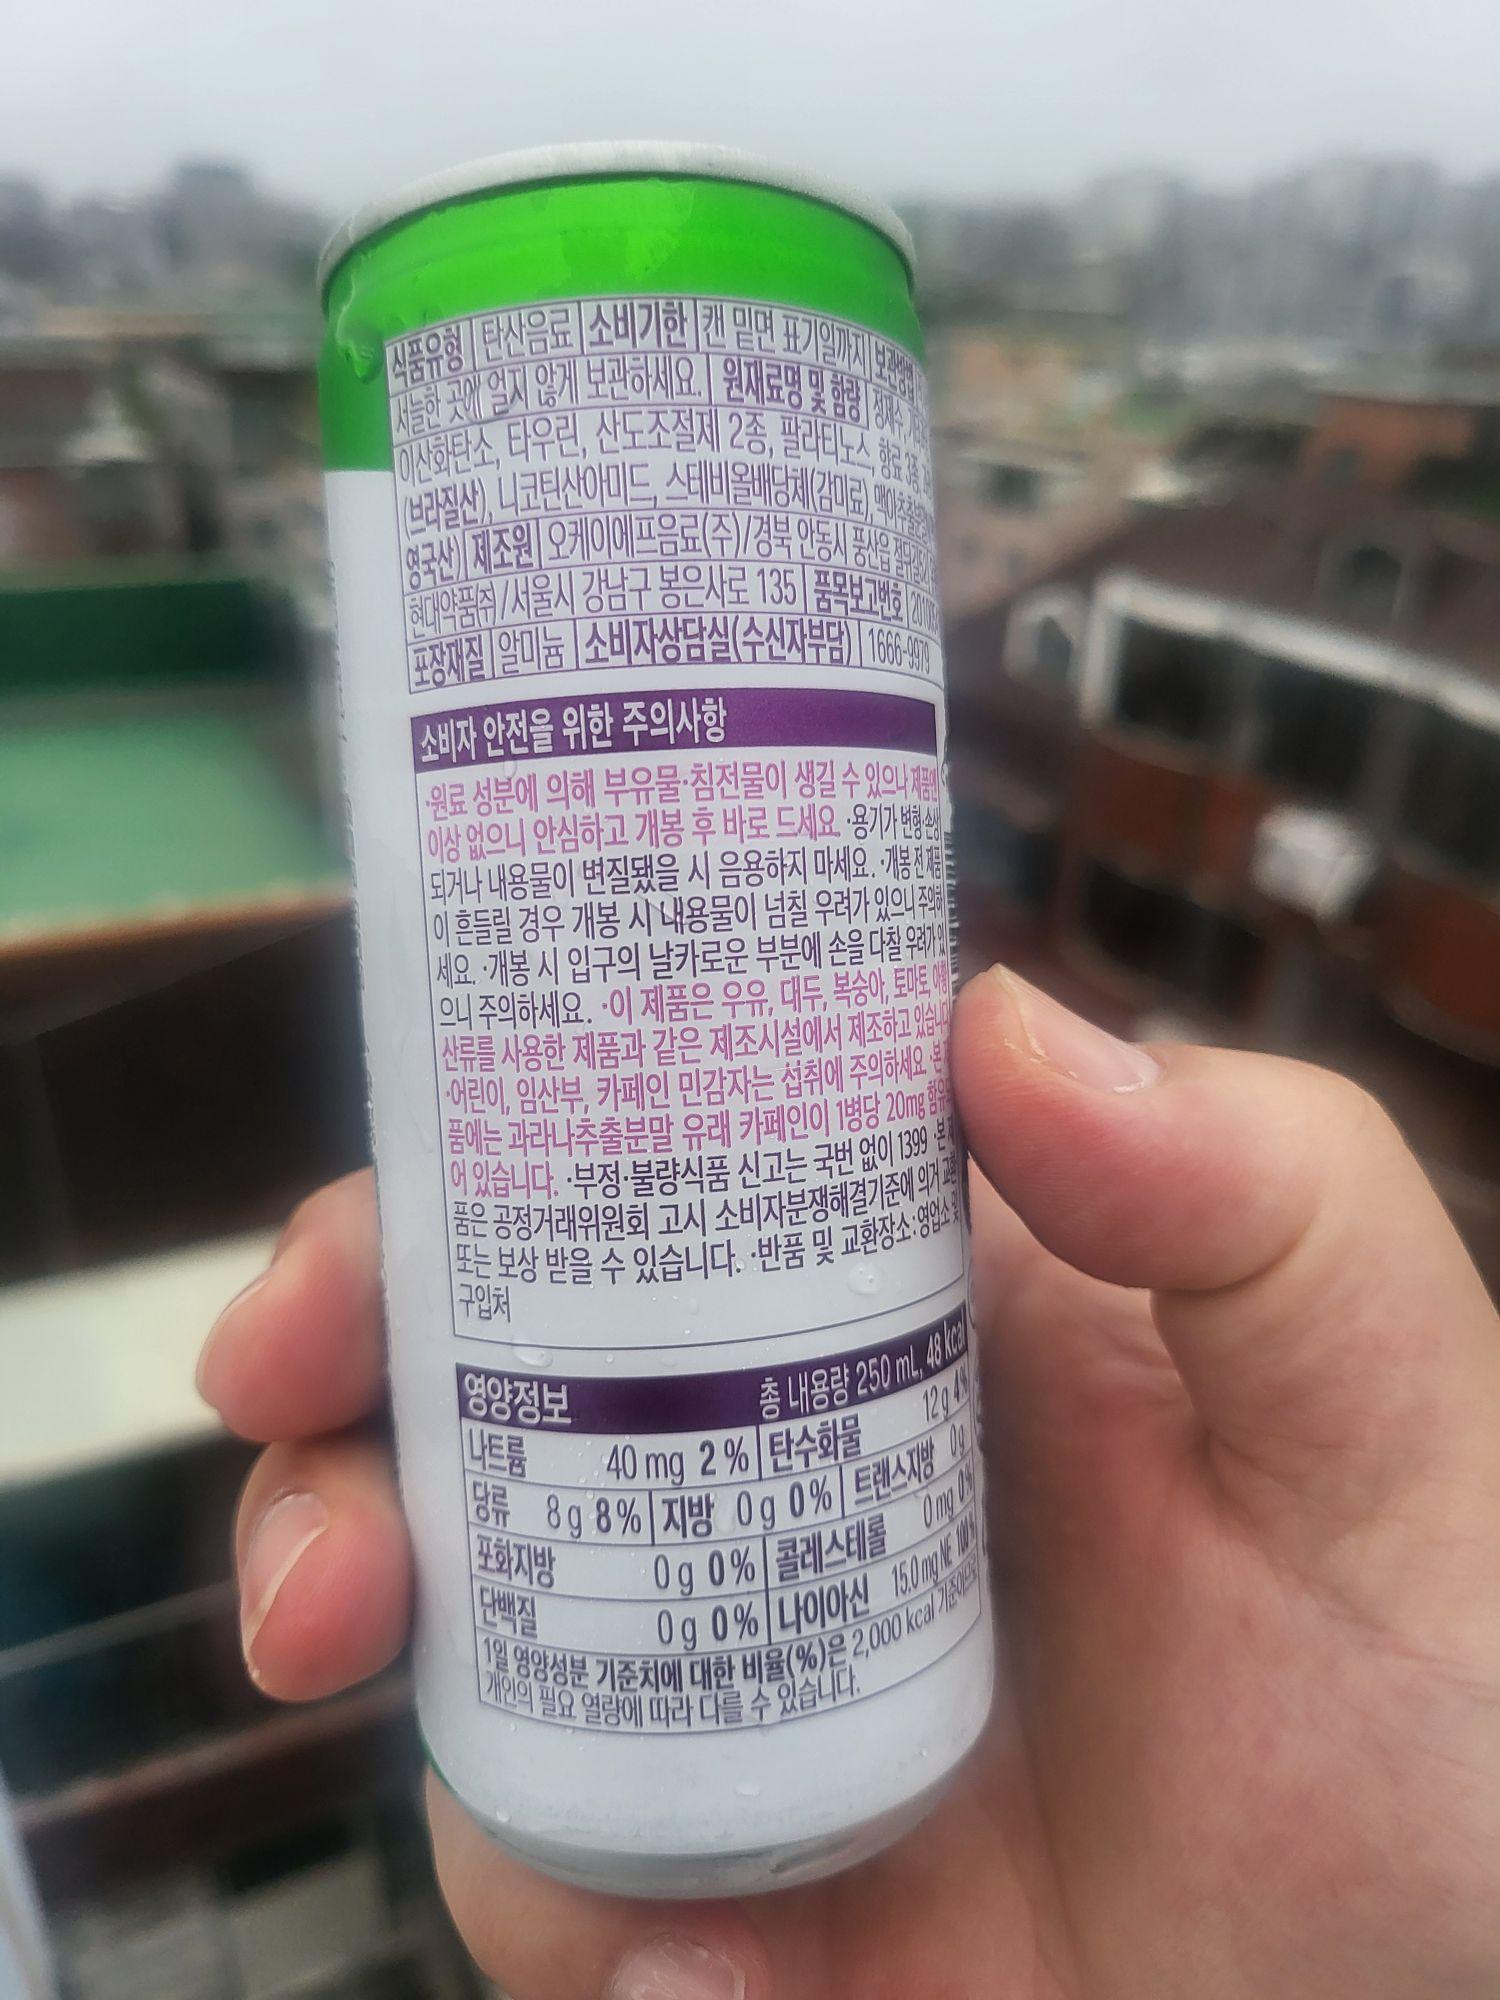 식품유형 탄산음료 소비기한 캔 밑면 표기일까지 보관방법
서늘한 곳에 얼지 않게 보관하세요. 원재료명 및 함량 정제수,
이산화탄소, 타우린, 산도조절제 2종, 팔라티노스, 향료 3종,
(브라질산), 니코틴산아미드, 스테비올배당체(감미료),
영국산) 제조원 오케이에프음료(주)/경북 안동시 풍산읍
현대약품㈜/서울시 강남구 봉은사로 135 품목보고번호
포장재질 알미늄 소비자상담실(수신자부담) 1666-9979
소비자 안전을 위한 주의사항
·원료 성분에 의해 부유물·침전물이 생길 수 있으나 제품엔
이상 없으니 안심하고 개봉 후 바로 드세요. ·용기가 변형·손상
되거나 내용물이 변질됐을 시 음용하지 마세요. ·개봉 전 제품
이 흔들릴 경우 개봉 시 내용물이 넘칠 우려가 있으니 주의하
세요. ·개봉 시 입구의 날카로운 부분에 손을 다칠 우려가 있
으니 주의하세요. ·이 제품은 우유, 대두, 복숭아, 토마토, 아황
산류를 사용한 제품과 같은 제조시설에서 제조하고 있습니다.
·어린이, 임산부, 카페인 민감자는 섭취에 주의하세요. ·본
품에는 과라나추출분말 유래 카페인이 1병당 20mg 함유되
어 있습니다. ·부정·불량식품 신고는 국번 없이 1399 ·본 제
품은 공정거래위원회 고시 소비자분쟁해결기준에 의거 교환
또는 보상 받을 수 있습니다. ·반품 및 교환장소:영업소 및
구입처
영양정보 총 내용량 250 mL, 48 kcal
나트륨 40 mg 2 % 탄수화물 12 g 4%
당류 8 g 8% 지방 0 g 0% 트랜스지방 0 g
포화지방 0 g 0% 콜레스테롤 0 mg 0%
단백질 0 g 0% 나이아신 15.0 mg NE 100%
1일 영양성분 기준치에 대한 비율(%)은 2,000 kcal 기준이므로
개인의 필요 열량에 따라 다를 수 있습니다.